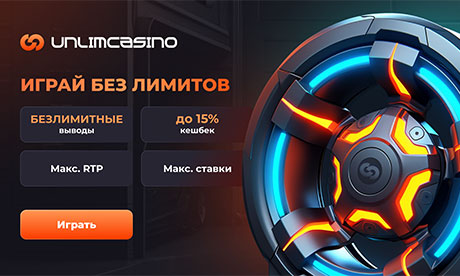 UNLIMCASINO
ИГРАЙ БЕЗ ЛИМИТОВ
БЕЗЛИМИТНЫЕ
выводы
до 15%
кешбек
Макс. RTP
Макс. ставки
Играть